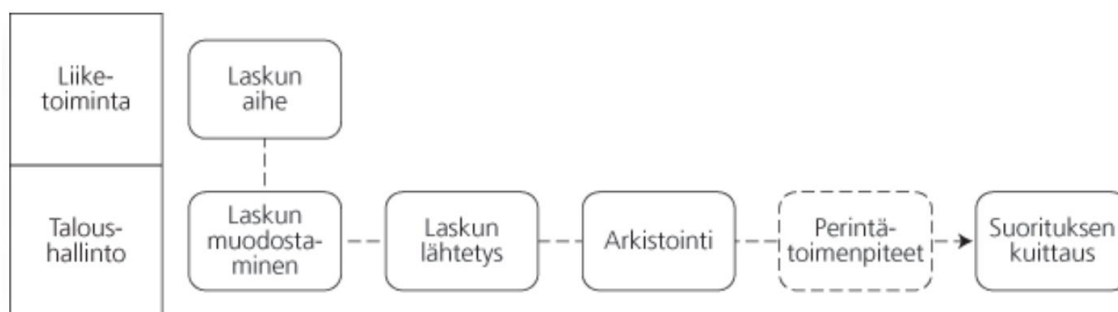 Liike-
toiminta
Laskun
aihe
Talous-
hallinto
Laskun
muodosta-
minen
Laskun
lähtetys
Arkistointi
Perintä-
toimenpiteet
Suorituksen
kuittaus